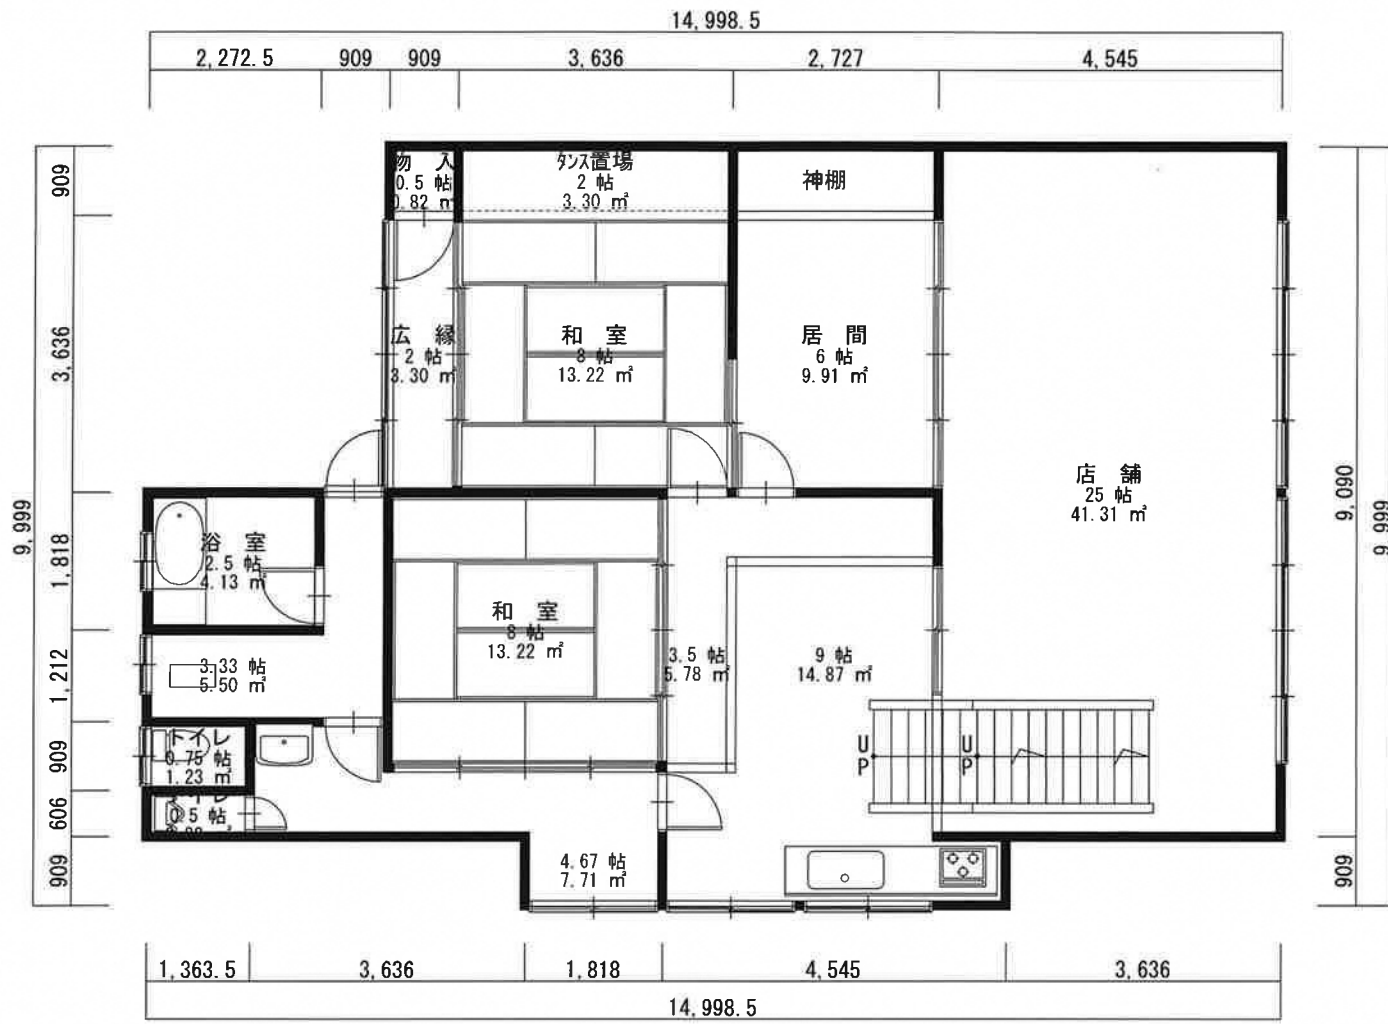 14,998.5
2,272.5
909
909
3,636
2,727
4,545
909
3,636
1,818
1,212
909
606
909
9,999
物 入
0.5 帖
0.82 ㎡
タンス置場
2 帖
3.30 ㎡
神棚
広 縁
2 帖
3.30 ㎡
和 室
8 帖
13.22 ㎡
居 間
6 帖
9.91 ㎡
店 舗
25 帖
41.31 ㎡
浴 室
2.5 帖
4.13 ㎡
和 室
8 帖
13.22 ㎡
3.33 帖
5.50 ㎡
3.5 帖
5.78 ㎡
9 帖
14.87 ㎡
トイレ
0.75 帖
1.23 ㎡
0.5 帖
UP
UP
4.67 帖
7.71 ㎡
9,090
909
9,999
1,363.5
3,636
1,818
4,545
3,636
14,998.5